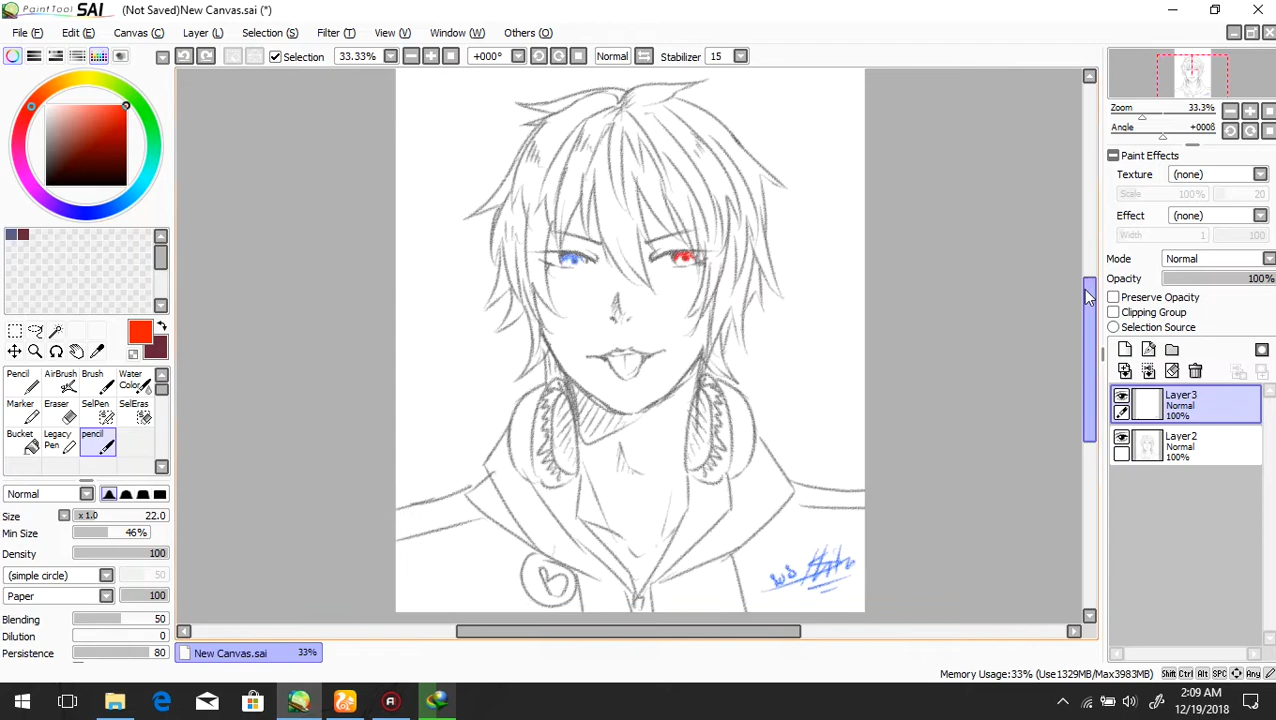 PaintTool SAI (Not Saved)New Canvas.sai (*)
File (F) Edit (E) Canvas (C) Layer (L) Selection (S) Filter (T) View (V) Window (W) Others (O)
Selection 33.33% +000° Normal Stabilizer 15
Zoom 33.3%
Angle +000§
Paint Effects
Texture (none)
Scale 100% 20
Effect (none)
Width 1 100
Mode Normal
Opacity 100%
Preserve Opacity
Clipping Group
Selection Source
Pencil AirBrush Brush Water Color
Marker Eraser SelPen SelEras
Bucket Legacy Pen pencil
Layer3
Normal
100%
Layer2
Normal
100%
Normal
Size x 1.0 22.0
Min Size 46%
Density 100
(simple circle) 50
Paper 100
Blending 50
Dilution 0
Persistence 80
B
New Canvas.sai 33%
Memory Usage:33% (Use1329MB/Max3983MB) Shift Ctrl Alt SPC Any
2:09 AM
12/19/2018